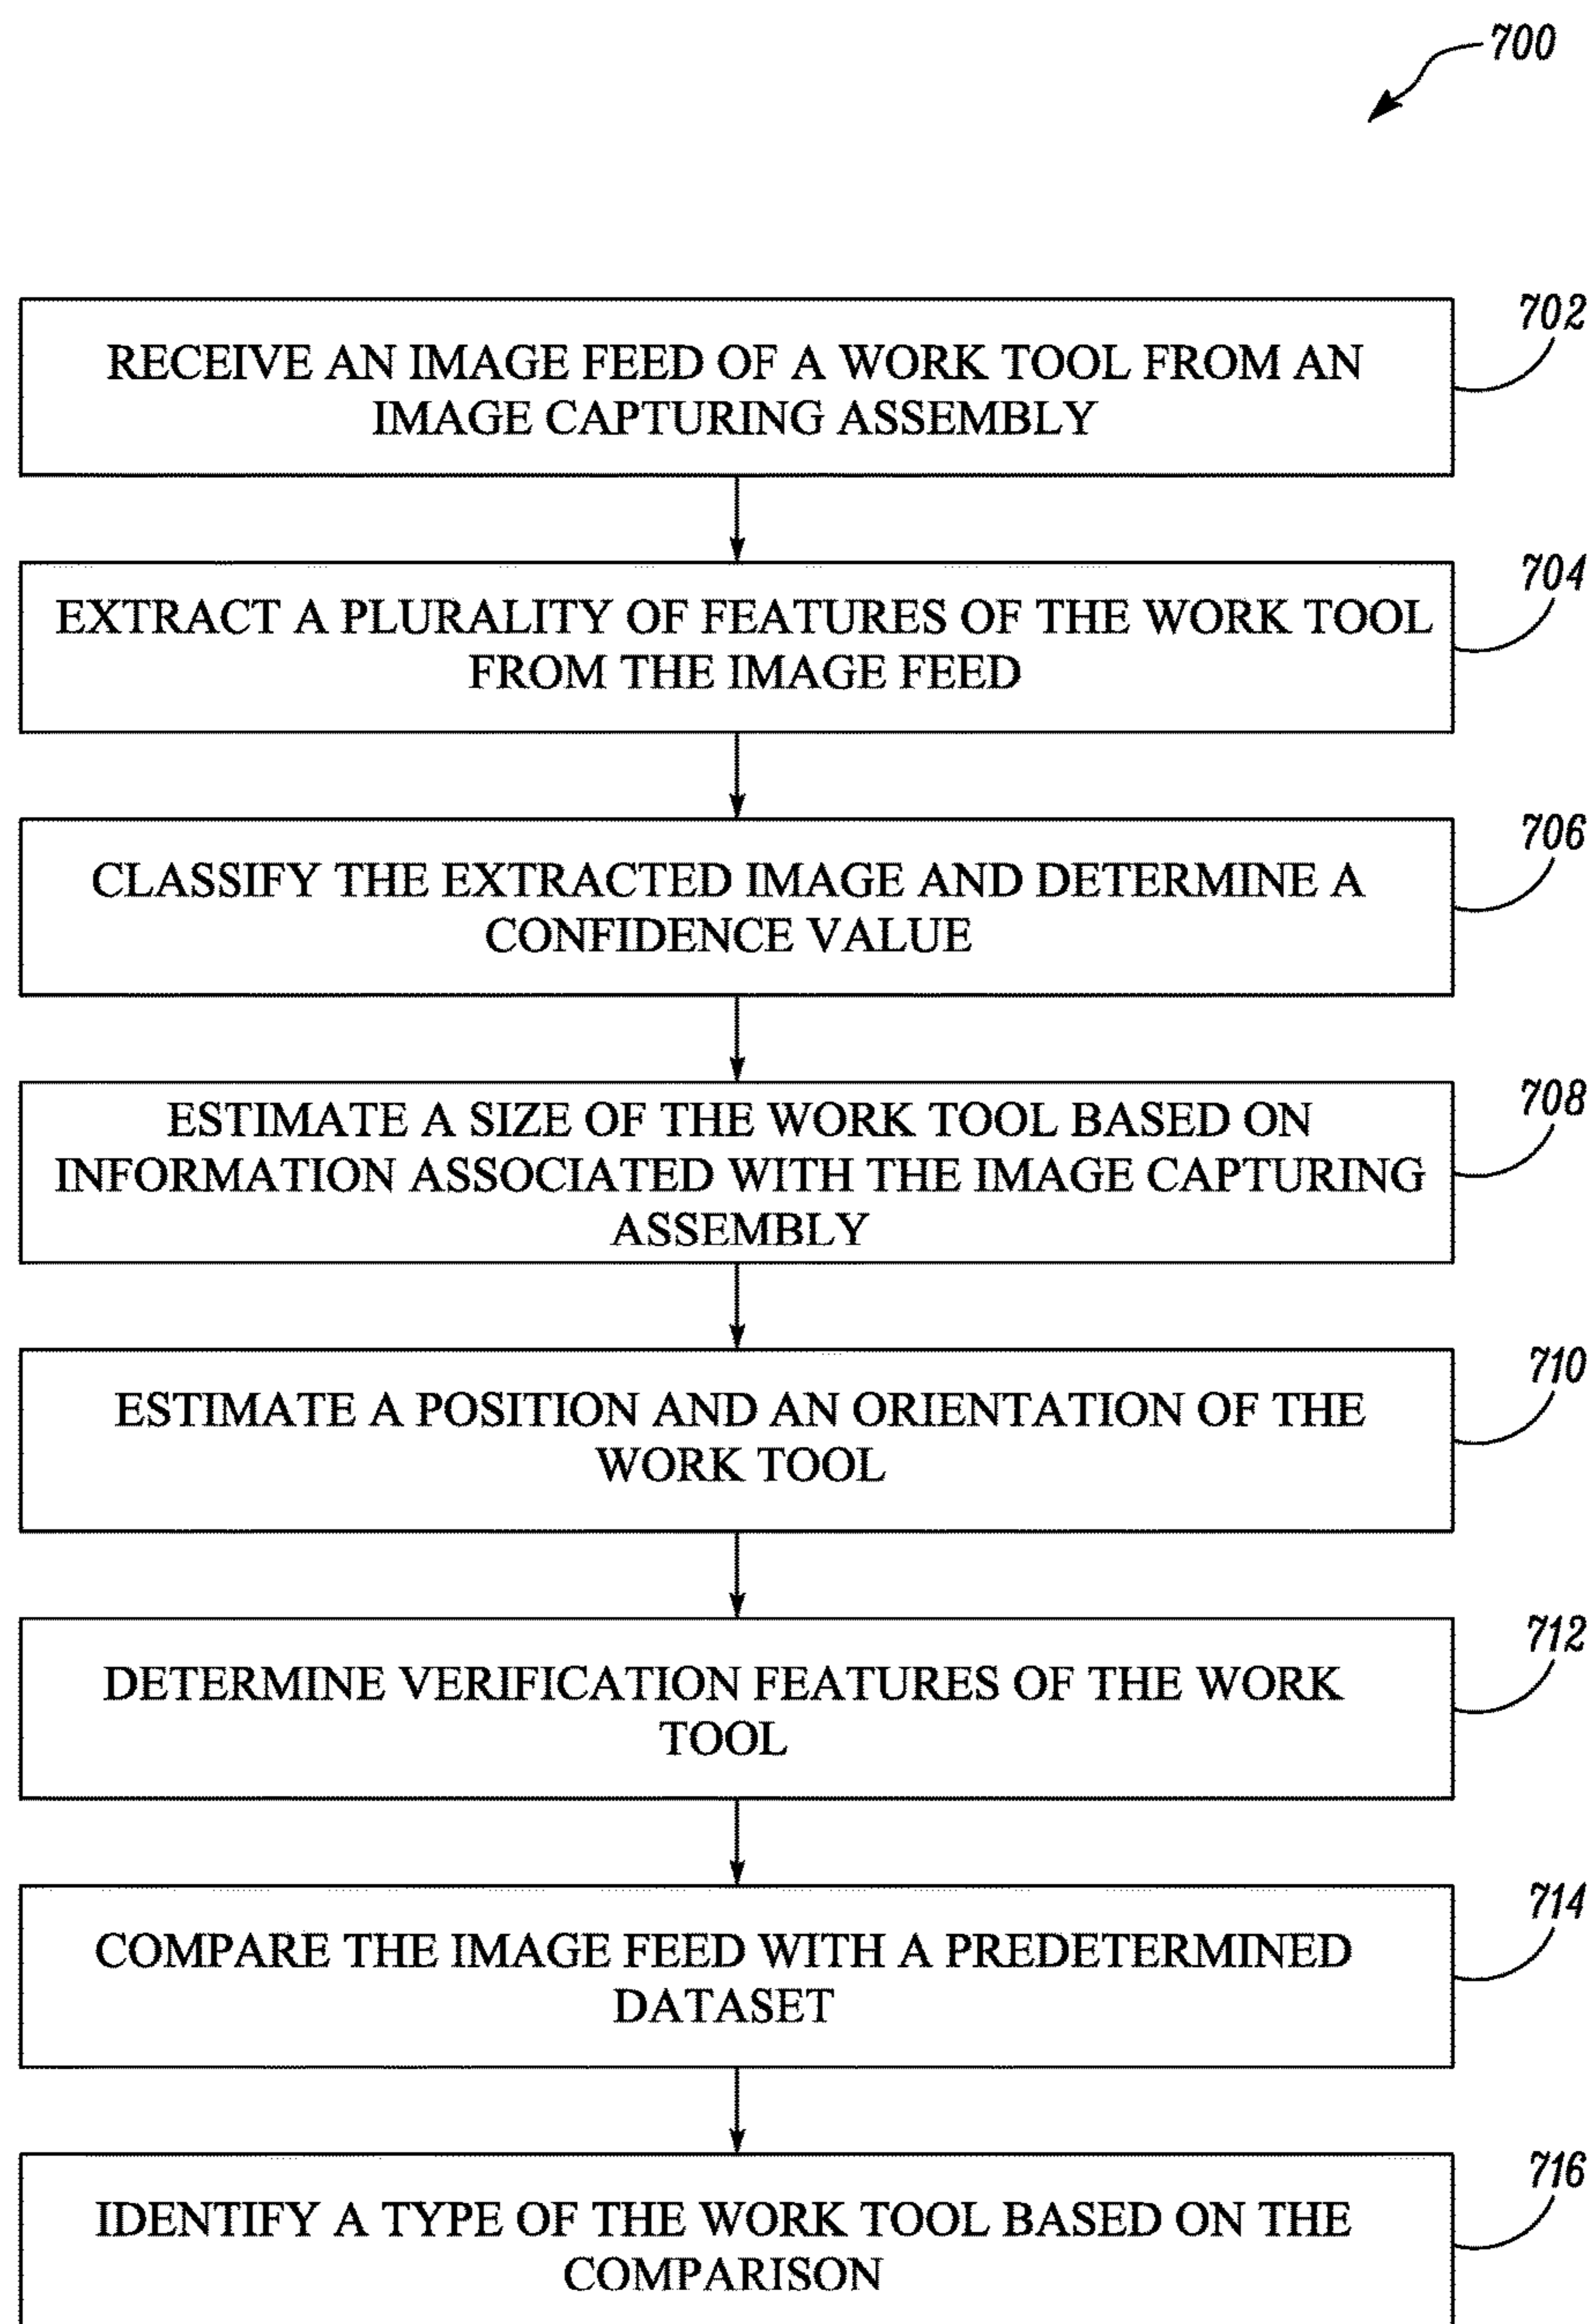 700
702
RECEIVE AN IMAGE FEED OF A WORK TOOL FROM AN
IMAGE CAPTURING ASSEMBLY
704
EXTRACT A PLURALITY OF FEATURES OF THE WORK TOOL
FROM THE IMAGE FEED
706
CLASSIFY THE EXTRACTED IMAGE AND DETERMINE A
CONFIDENCE VALUE
708
ESTIMATE A SIZE OF THE WORK TOOL BASED ON
INFORMATION ASSOCIATED WITH THE IMAGE CAPTURING
ASSEMBLY
710
ESTIMATE A POSITION AND AN ORIENTATION OF THE
WORK TOOL
712
DETERMINE VERIFICATION FEATURES OF THE WORK
TOOL
714
COMPARE THE IMAGE FEED WITH A PREDETERMINED
DATASET
716
IDENTIFY A TYPE OF THE WORK TOOL BASED ON THE
COMPARISON